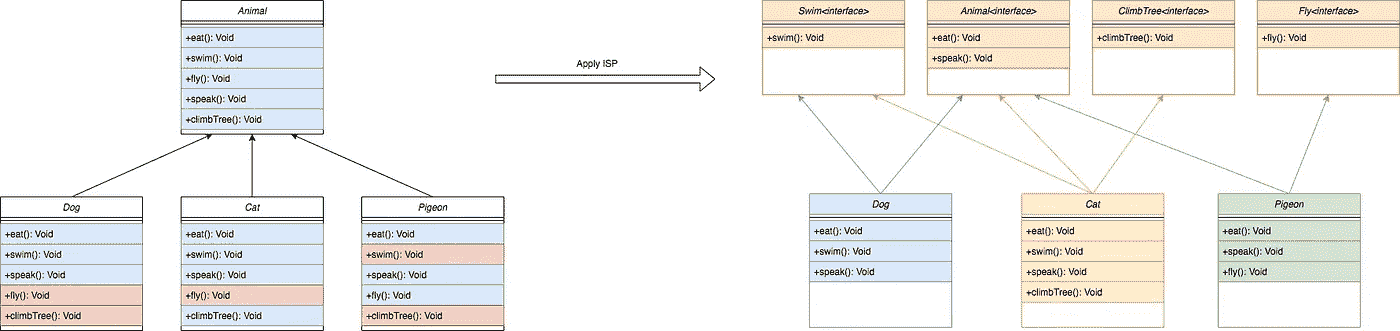 Animal
+eat(): Void
+swim(): Void
+fly(): Void
+speak(): Void
+climbTree(): Void
Dog
+eat(): Void
+swim(): Void
+speak(): Void
+fly(): Void
+climbTree(): Void
Cat
+eat(): Void
+swim(): Void
+speak(): Void
+fly(): Void
+climbTree(): Void
Pigeon
+eat(): Void
+swim(): Void
+speak(): Void
+fly(): Void
+climbTree(): Void
Apply ISP
Swim<interface>
+swim(): Void
Animal<interface>
+eat(): Void
+speak(): Void
ClimbTree<interface>
+climbTree(): Void
Fly<interface>
+fly(): Void
Dog
+eat(): Void
+swim(): Void
+speak(): Void
Cat
+eat(): Void
+swim(): Void
+speak(): Void
+climbTree(): Void
Pigeon
+eat(): Void
+speak(): Void
+fly(): Void